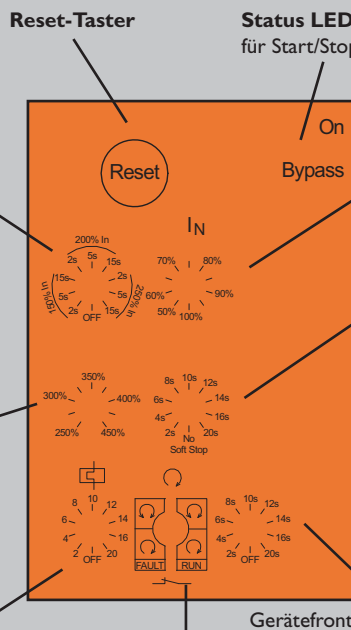 Reset-Taster
Status LED
für Start/Stop
On
Bypass
Reset
IN
200% In
2s 5s 15s
15s 2s
5s 5s
2s 15s
OFF
150% In
250% In
70% 80%
60% 90%
50% 100%
350%
300% 400%
250% 450%
8s 10s 12s
6s 14s
4s 16s
2s No 20s
Soft Stop
8 10 12
6 14
4 16
2 OFF 20
FAULT RUN
8s 10s 12s
6s 14s
4s 16s
2s OFF 20s
Gerätefront